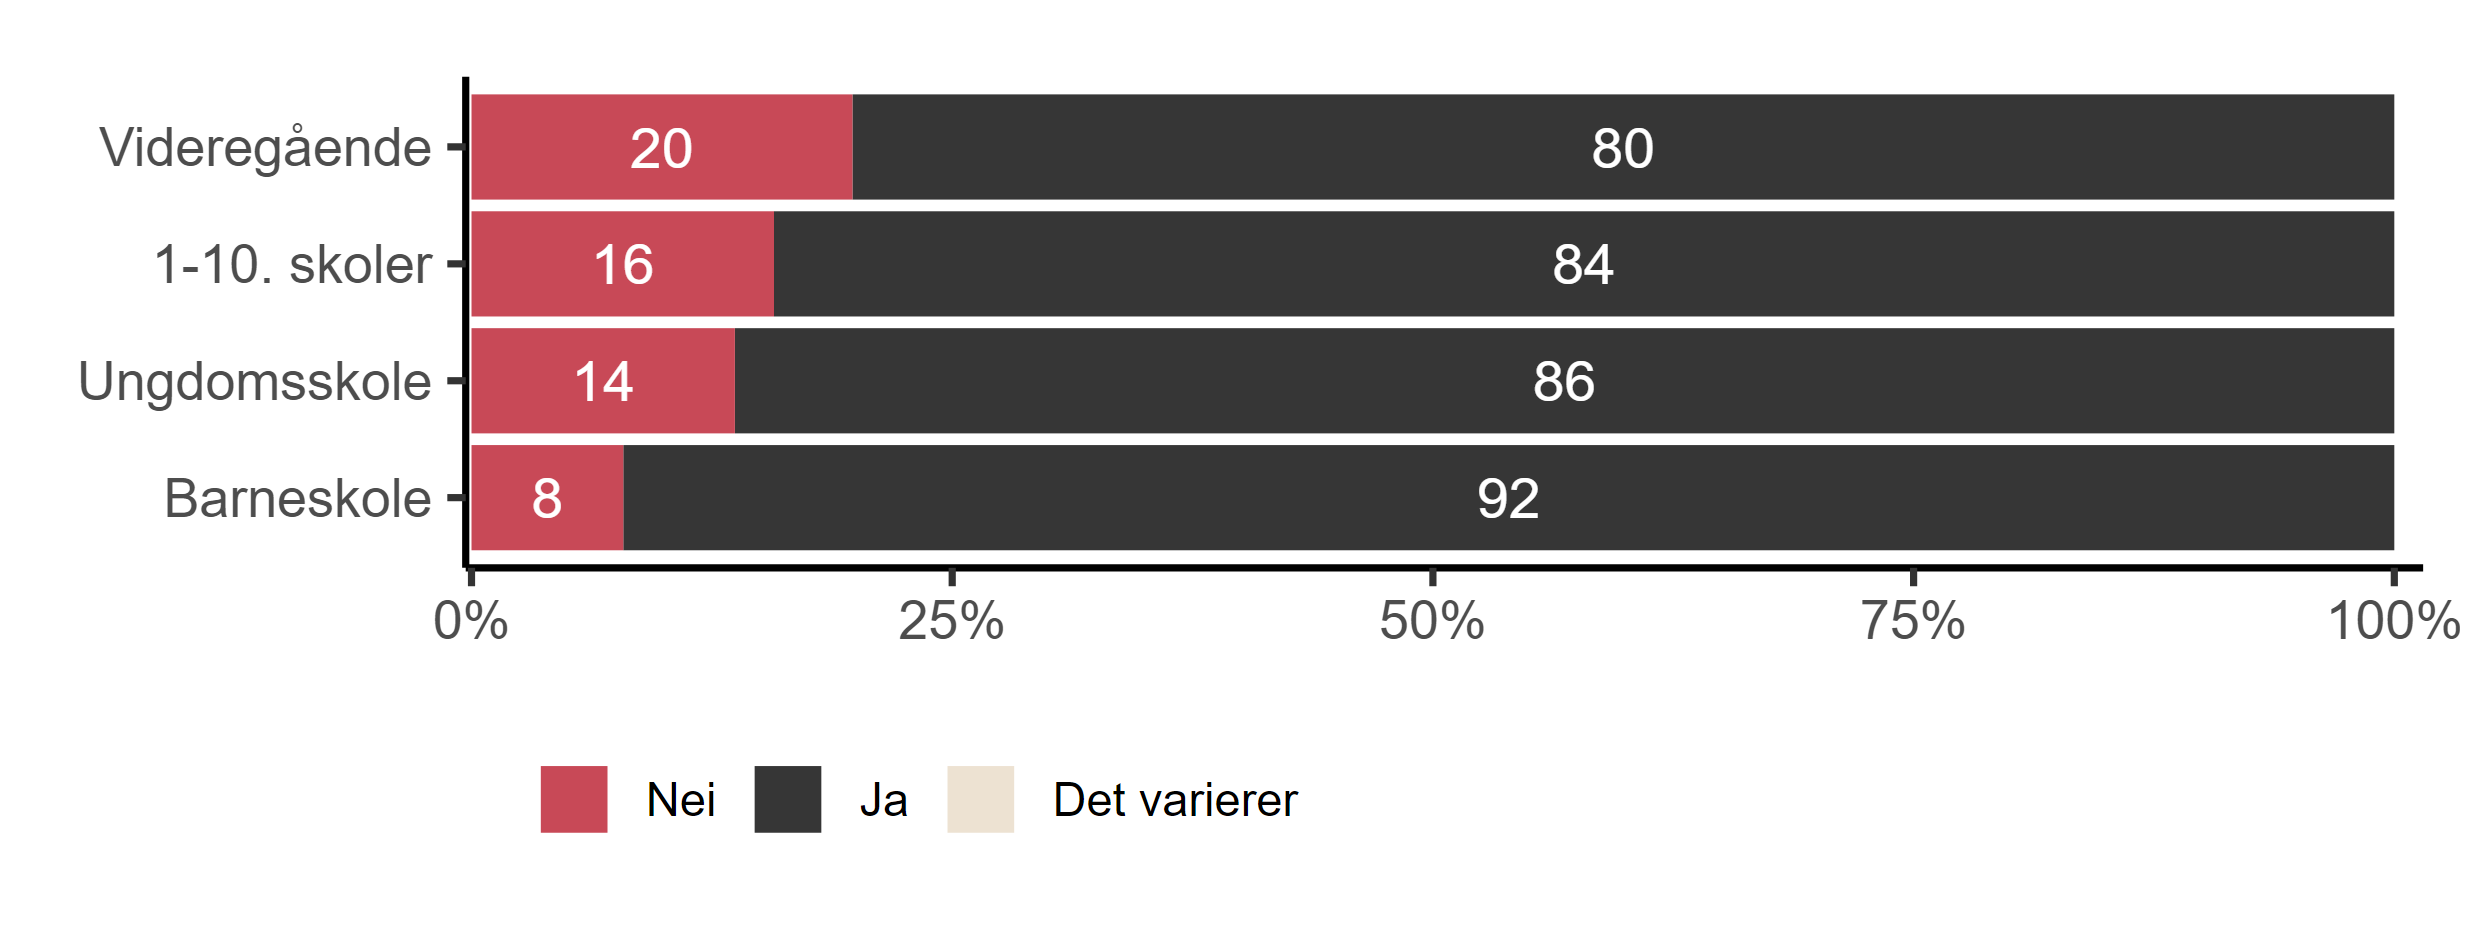 Videregående 20 80
1-10. skoler 16 84
Ungdomsskole 14 86
Barneskole 8 92
0% 25% 50% 75% 100%
Nei Ja Det varierer